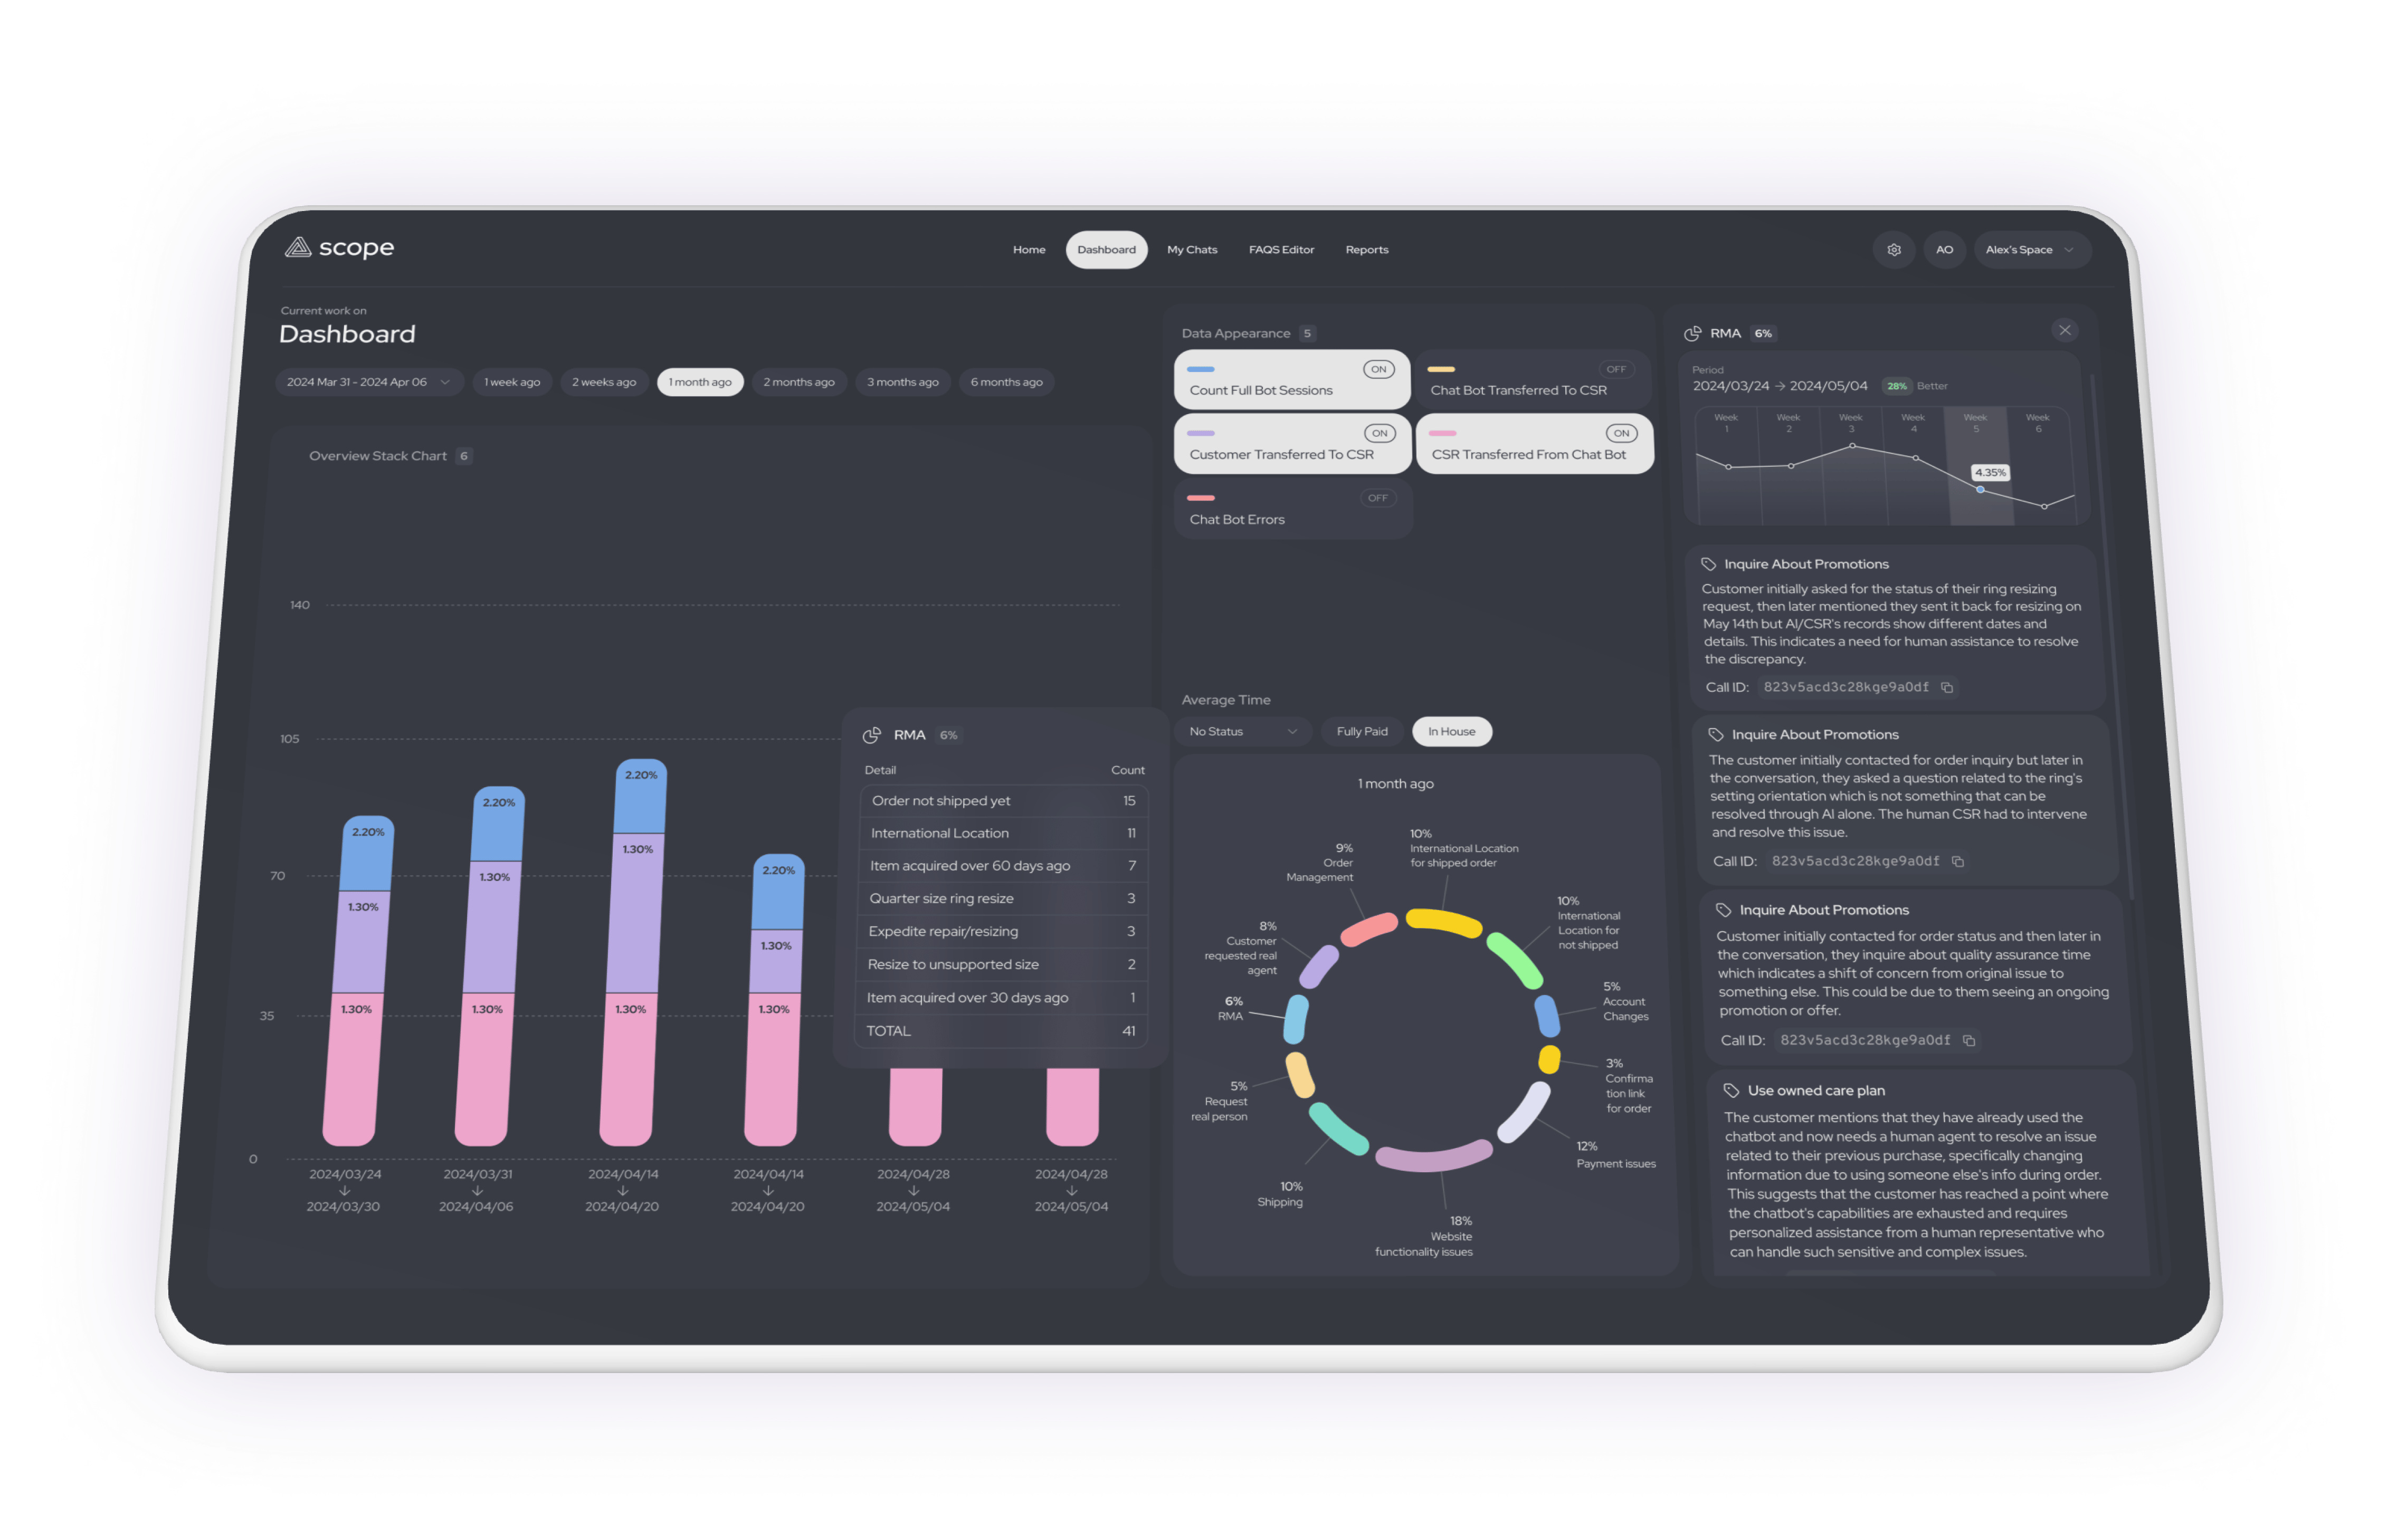 scope
Home
Dashboard
My Chats
FAQS Editor
Reports
AO
Alex's Space
Current work on
Dashboard
2024 Mar 31 - 2024 Apr 06
1 week ago
2 weeks ago
1 month ago
2 months ago
3 months ago
6 months ago
Overview Stack Chart 6
140
105
70
35
0
2.20%
1.30%
1.30%
2.20%
1.30%
1.30%
2.20%
1.30%
1.30%
2.20%
1.30%
1.30%
2024/03/24
2024/03/30
2024/03/31
2024/04/06
2024/04/14
2024/04/20
2024/04/14
2024/04/20
2024/04/28
2024/05/04
2024/04/28
2024/05/04
RMA 6%
Detail Count
Order not shipped yet 15
International Location 11
Item acquired over 60 days ago 7
Quarter size ring resize 3
Expedite repair/resizing 3
Resize to unsupported size 2
Item acquired over 30 days ago 1
TOTAL 41
Data Appearance 5
ON
Count Full Bot Sessions
OFF
Chat Bot Transferred To CSR
ON
Customer Transferred To CSR
ON
CSR Transferred From Chat Bot
OFF
Chat Bot Errors
Average Time
No Status
Fully Paid
In House
1 month ago
10%
International Location
for shipped order
10%
International
Location for
not shipped
5%
Account
Changes
3%
Confirma
tion link
for order
12%
Payment issues
18%
Website
functionality issues
10%
Shipping
5%
Request
real person
6%
RMA
8%
Customer
requested real
agent
9%
Order
Management
RMA 6%
Period
2024/03/24 → 2024/05/04 28% Better
Week
1
Week
2
Week
3
Week
4
Week
5
Week
6
4.35%
Inquire About Promotions
Customer initially asked for the status of their ring resizing
request, then later mentioned they sent it back for resizing on
May 14th but AI/CSR's records show different dates and
details. This indicates a need for human assistance to resolve
the discrepancy.
Call ID: 823v5acd3c28kge9a0df
Inquire About Promotions
The customer initially contacted for order inquiry but later in
the conversation, they asked a question related to the ring's
setting orientation which is not something that can be
resolved through AI alone. The human CSR had to intervene
and resolve this issue.
Call ID: 823v5acd3c28kge9a0df
Inquire About Promotions
Customer initially contacted for order status and then later in
the conversation, they inquire about quality assurance time
which indicates a shift of concern from original issue to
something else. This could be due to them seeing an ongoing
promotion or offer.
Call ID: 823v5acd3c28kge9a0df
Use owned care plan
The customer mentions that they have already used the
chatbot and now needs a human agent to resolve an issue
related to their previous purchase, specifically changing
information due to using someone else's info during order.
This suggests that the customer has reached a point where
the chatbot's capabilities are exhausted and requires
personalized assistance from a human representative who
can handle such sensitive and complex issues.